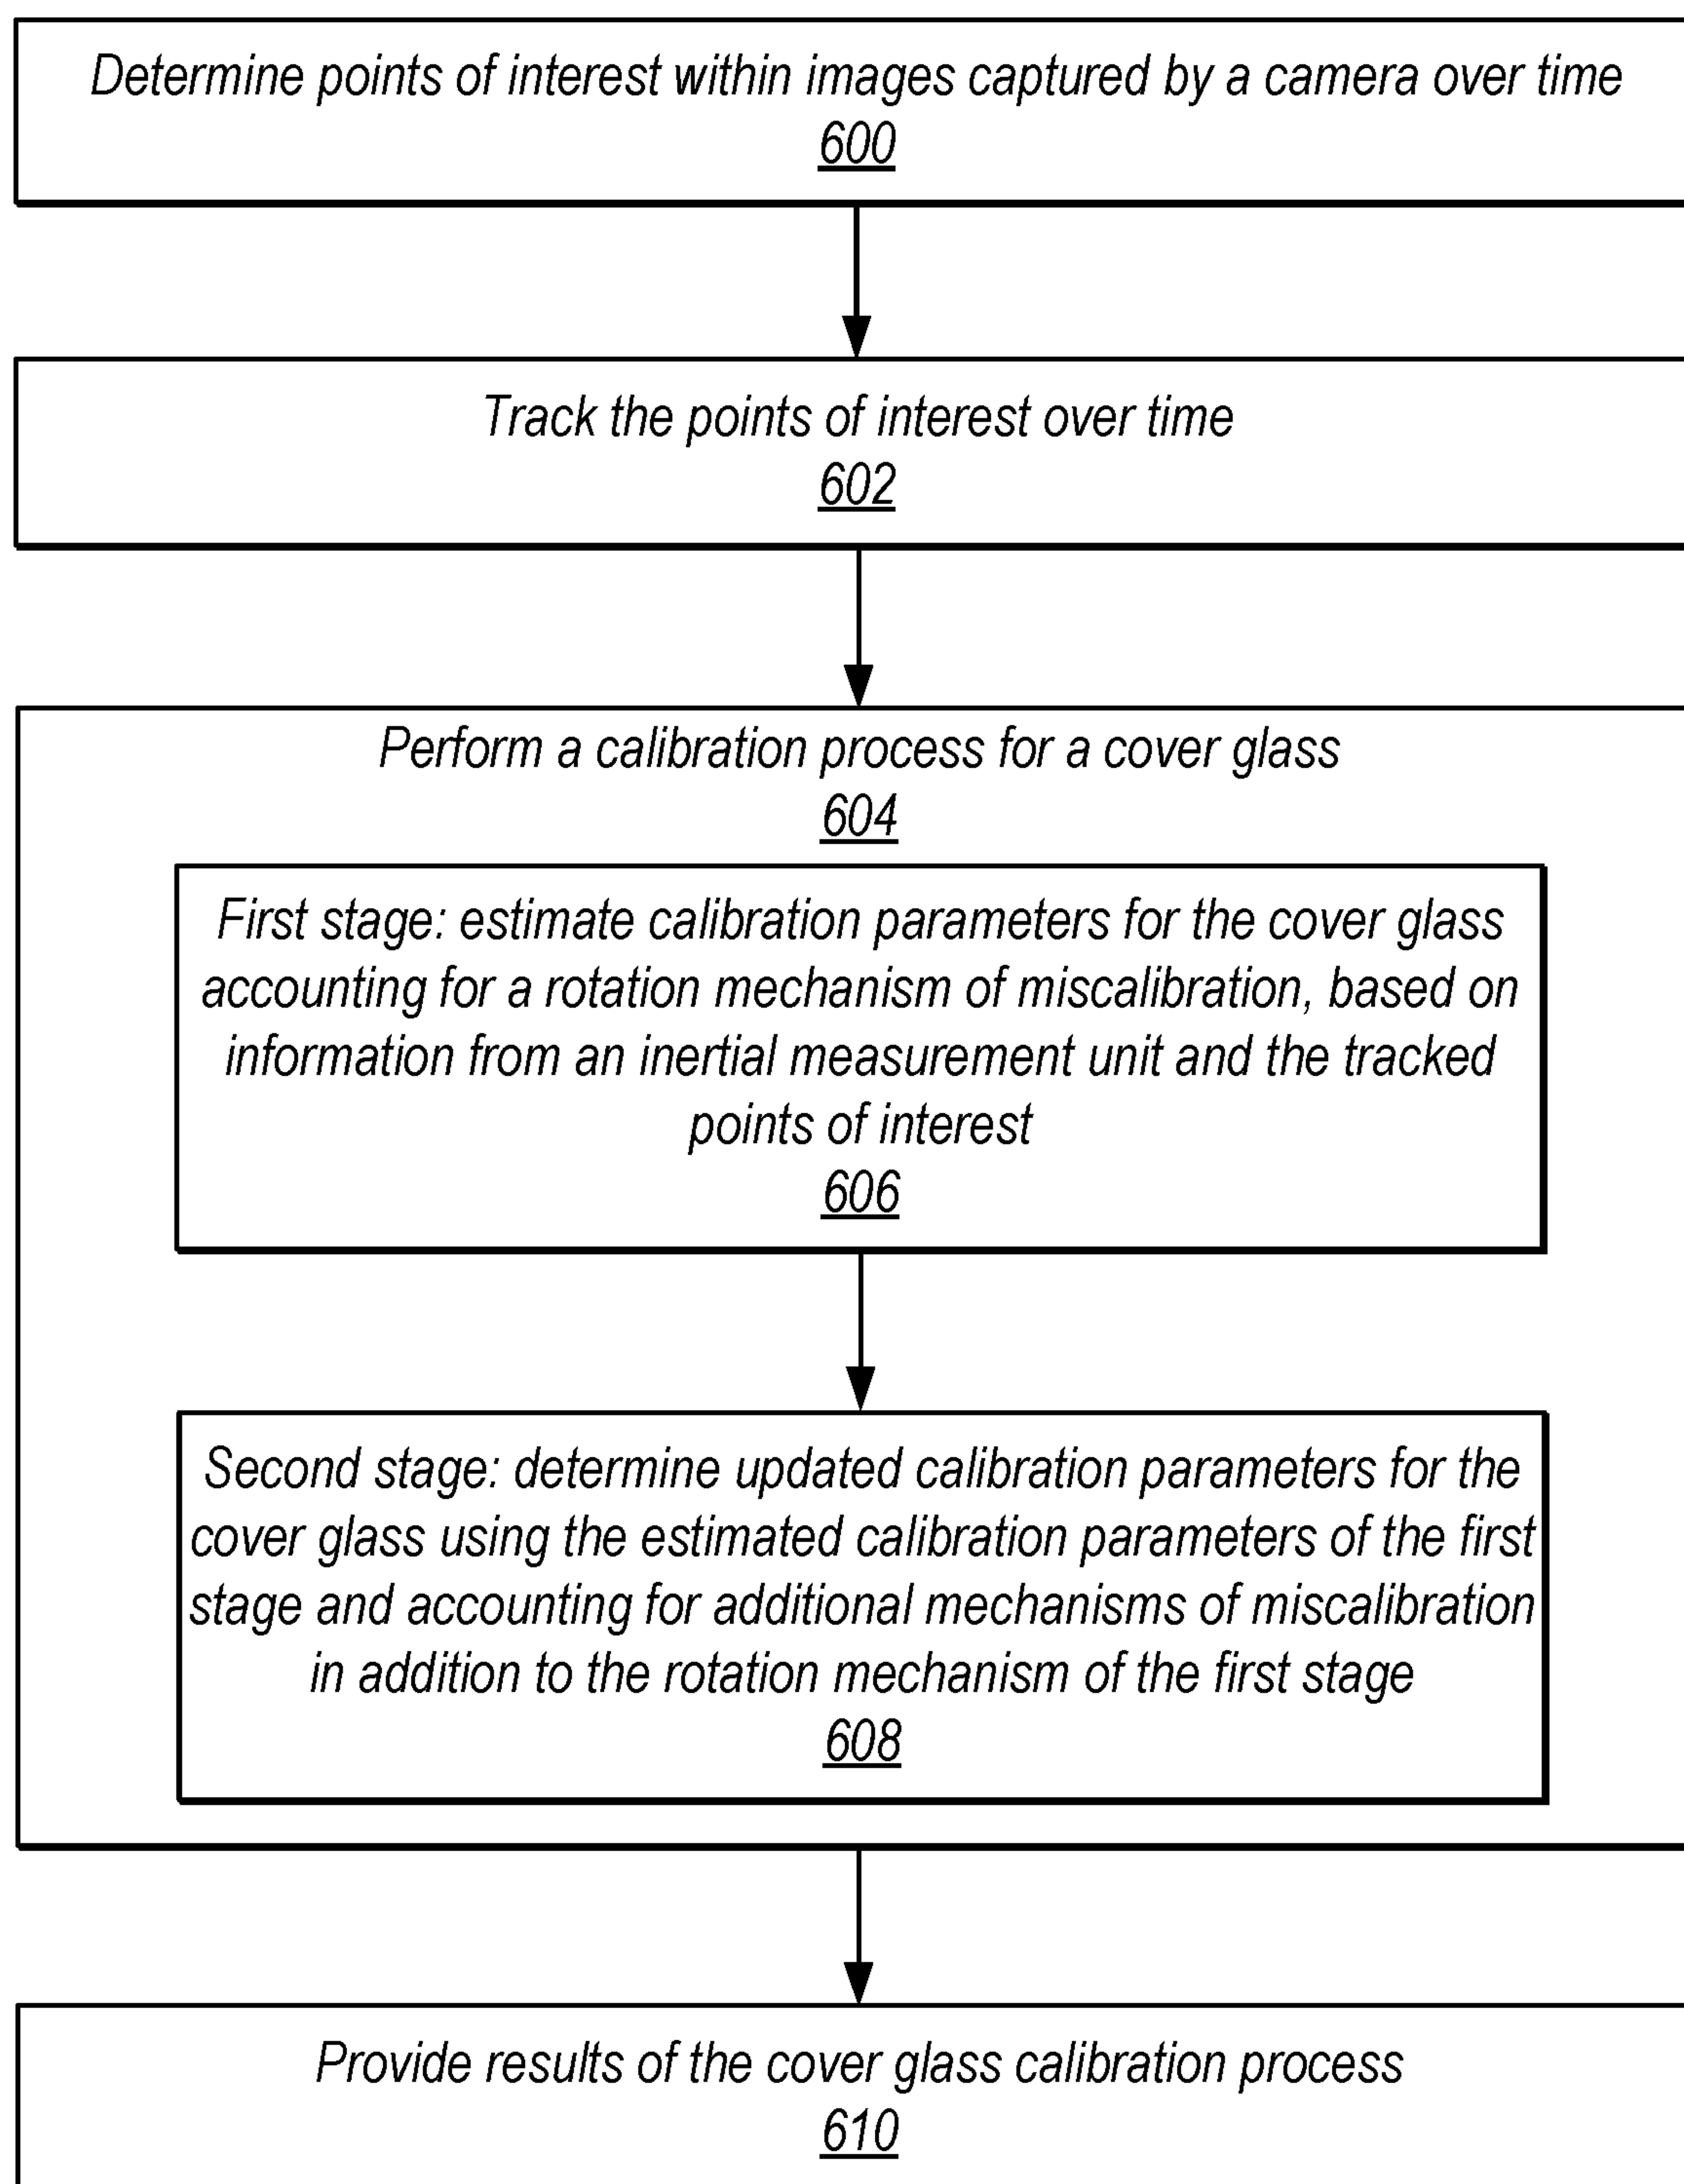 Determine points of interest within images captured by a camera over time
600
Track the points of interest over time
602
Perform a calibration process for a cover glass
604
First stage: estimate calibration parameters for the cover glass
accounting for a rotation mechanism of miscalibration, based on
information from an inertial measurement unit and the tracked
points of interest
606
Second stage: determine updated calibration parameters for the
cover glass using the estimated calibration parameters of the first
stage and accounting for additional mechanisms of miscalibration
in addition to the rotation mechanism of the first stage
608
Provide results of the cover glass calibration process
610